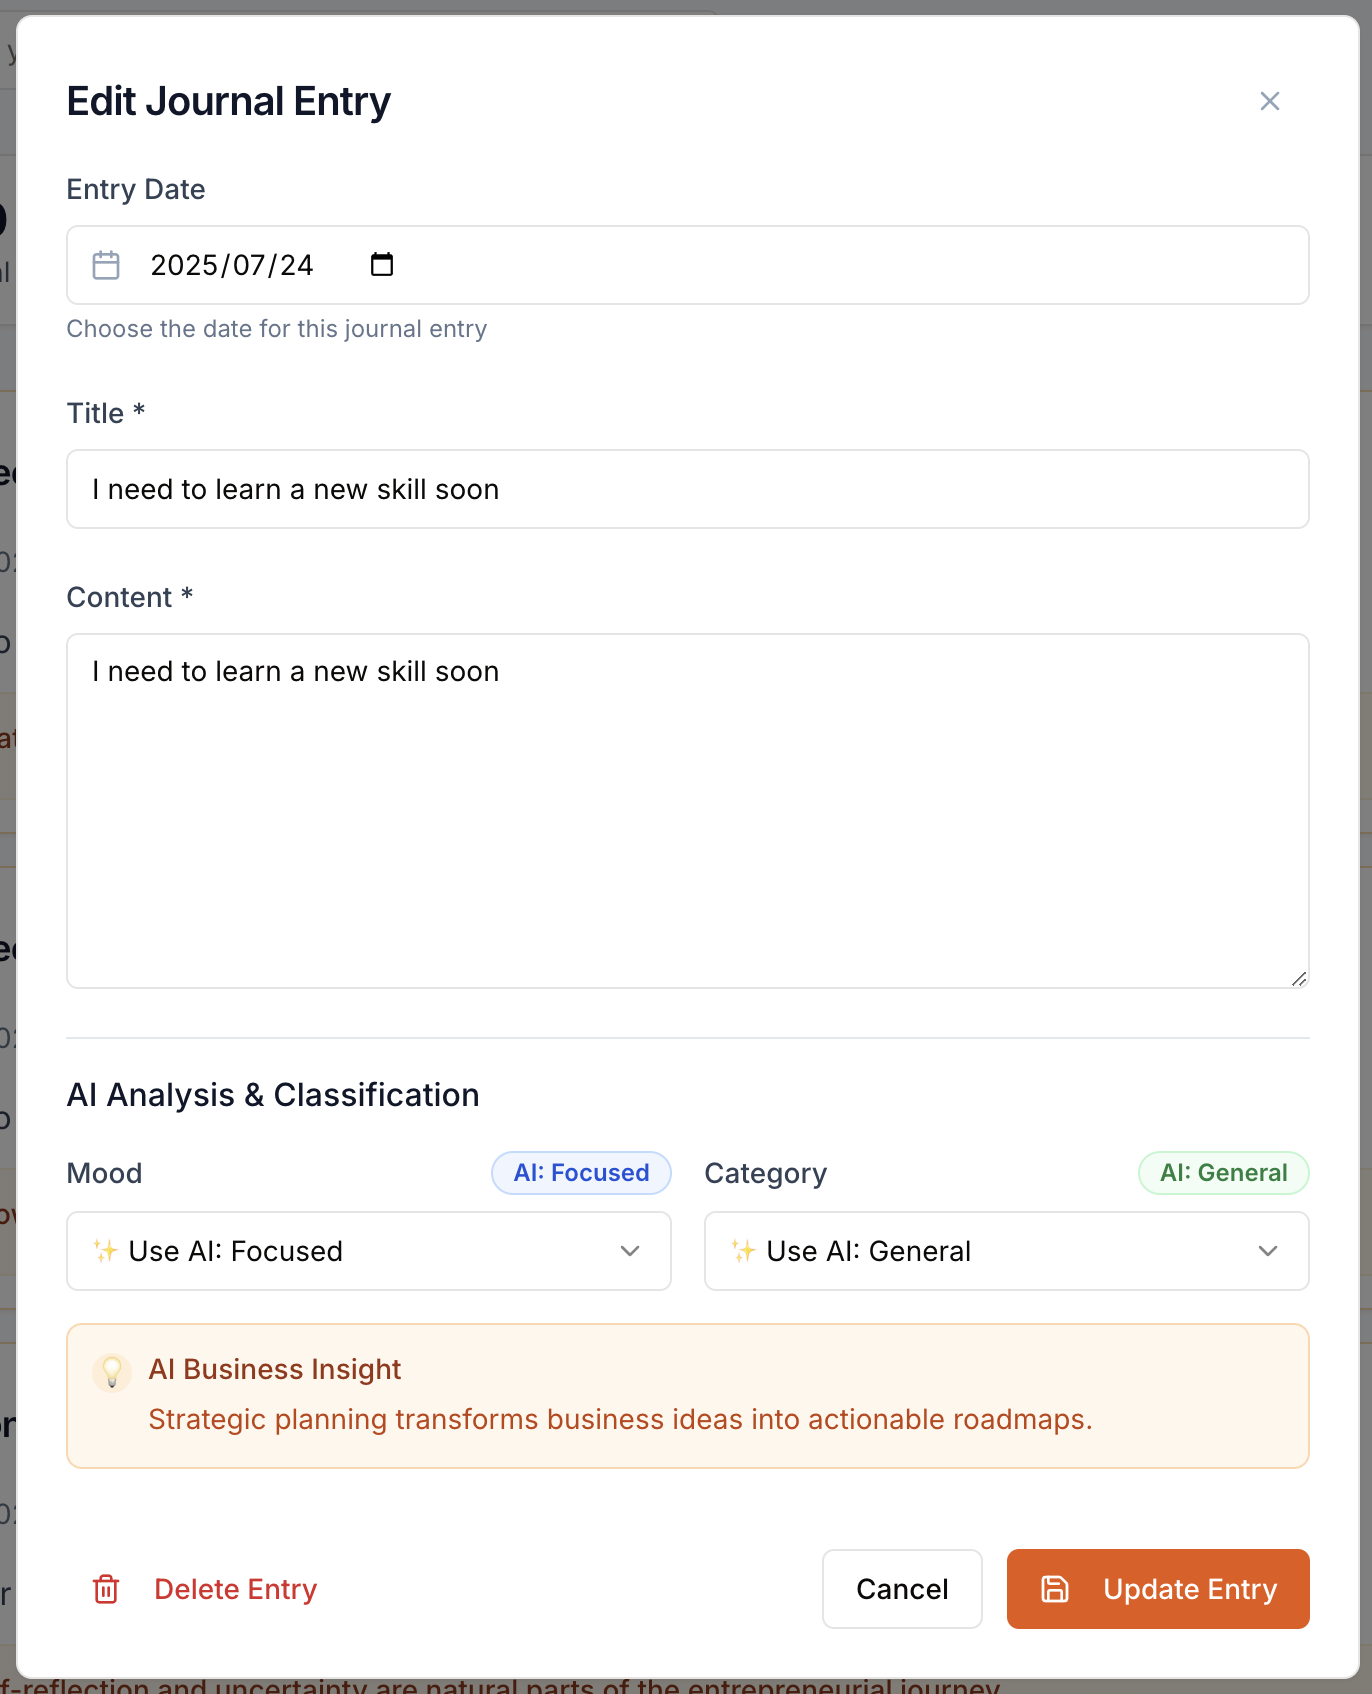 Edit Journal Entry
Entry Date
2025/07/24
Choose the date for this journal entry
Title *
I need to learn a new skill soon
Content *
I need to learn a new skill soon
AI Analysis & Classification
Mood
AI: Focused
Category
AI: General
✨ Use AI: Focused
✨ Use AI: General
AI Business Insight
Strategic planning transforms business ideas into actionable roadmaps.
Delete Entry
Cancel
Update Entry
f-reflection and uncertainty are natural parts of the entrepreneurial journey